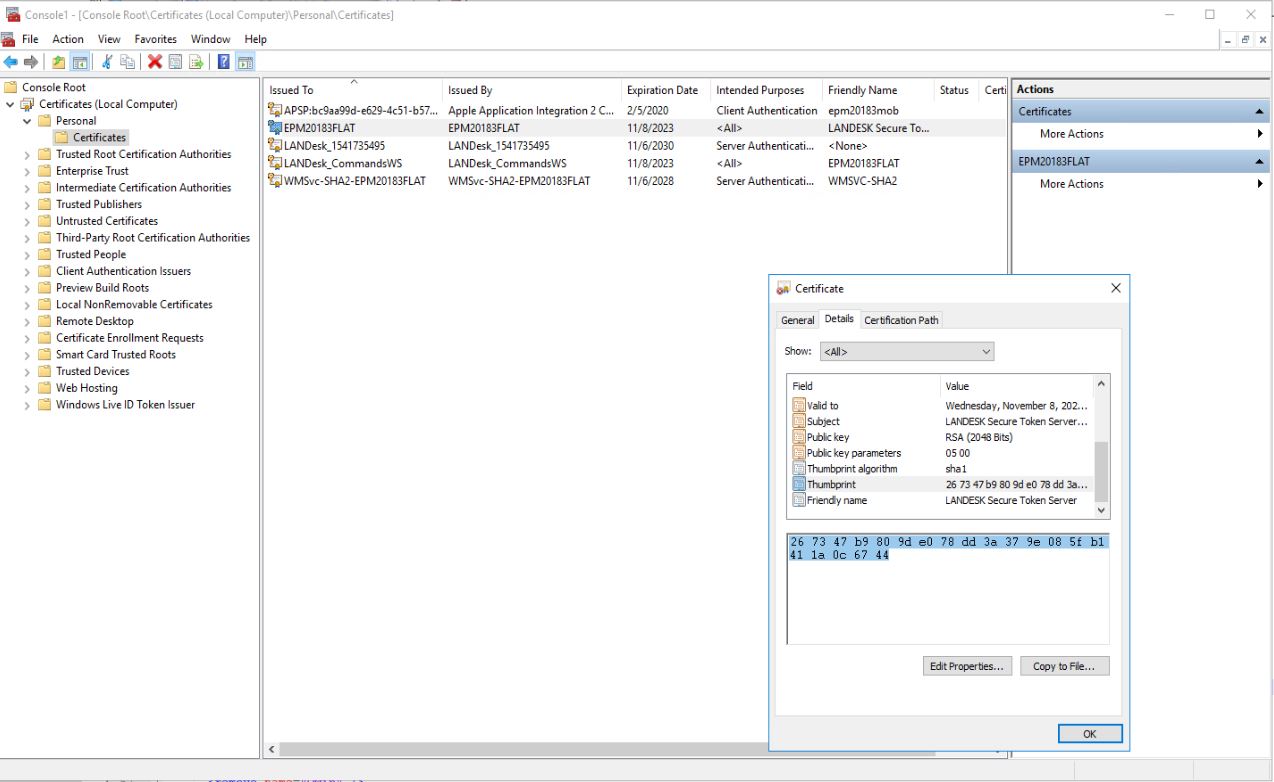 Console1 - [Console Root\Certificates (Local Computer)\Personal\Certificates]
File Action View Favorites Window Help
Console Root
Certificates (Local Computer)
Personal
Certificates
Trusted Root Certification Authorities
Enterprise Trust
Intermediate Certification Authorities
Trusted Publishers
Untrusted Certificates
Third-Party Root Certification Authorities
Trusted People
Client Authentication Issuers
Preview Build Roots
Local NonRemovable Certificates
Remote Desktop
Certificate Enrollment Requests
Smart Card Trusted Roots
Trusted Devices
Web Hosting
Windows Live ID Token Issuer
Issued To Issued By Expiration Date Intended Purposes Friendly Name Status Certi
APSP:bc9aa99d-e629-4c51-b57... Apple Application Integration 2 C... 2/5/2020 Client Authentication epm20183mob
EPM20183FLAT EPM20183FLAT 11/8/2023 <All> LANDESK Secure To...
LANDesk_1541735495 LANDesk_1541735495 11/6/2030 Server Authenticati... <None>
LANDesk_CommandsWS LANDesk_CommandsWS 11/8/2023 <All> EPM20183FLAT
WMSvc-SHA2-EPM20183FLAT WMSvc-SHA2-EPM20183FLAT 11/6/2028 Server Authenticati... WMSVC-SHA2
Actions
Certificates
More Actions
EPM20183FLAT
More Actions
Certificate
General Details Certification Path
Show: <All>
Field Value
Valid to Wednesday, November 8, 202...
Subject LANDESK Secure Token Server...
Public key RSA (2048 Bits)
Public key parameters 05 00
Thumbprint algorithm sha1
Thumbprint 26 73 47 b9 80 9d e0 78 dd 3a...
Friendly name LANDESK Secure Token Server
26 73 47 b9 80 9d e0 78 dd 3a 37 9e 08 5f b1
41 1a 0c 67 44
Edit Properties... Copy to File...
OK